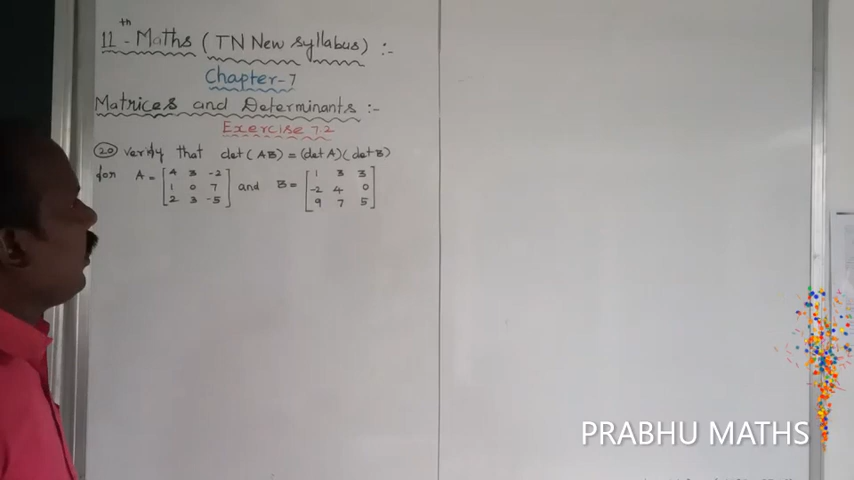 11th - Maths (TN New syllabus) :-
Chapter-7
Matrices and Determinants :-
Exercise 7.2
20 verify that det(AB) = (det A)(det B)
for A = [4 3 -2
1 0 7
2 3 -5] and B = [1 3 3
-2 4 0
9 7 5]
PRABHU MATHS